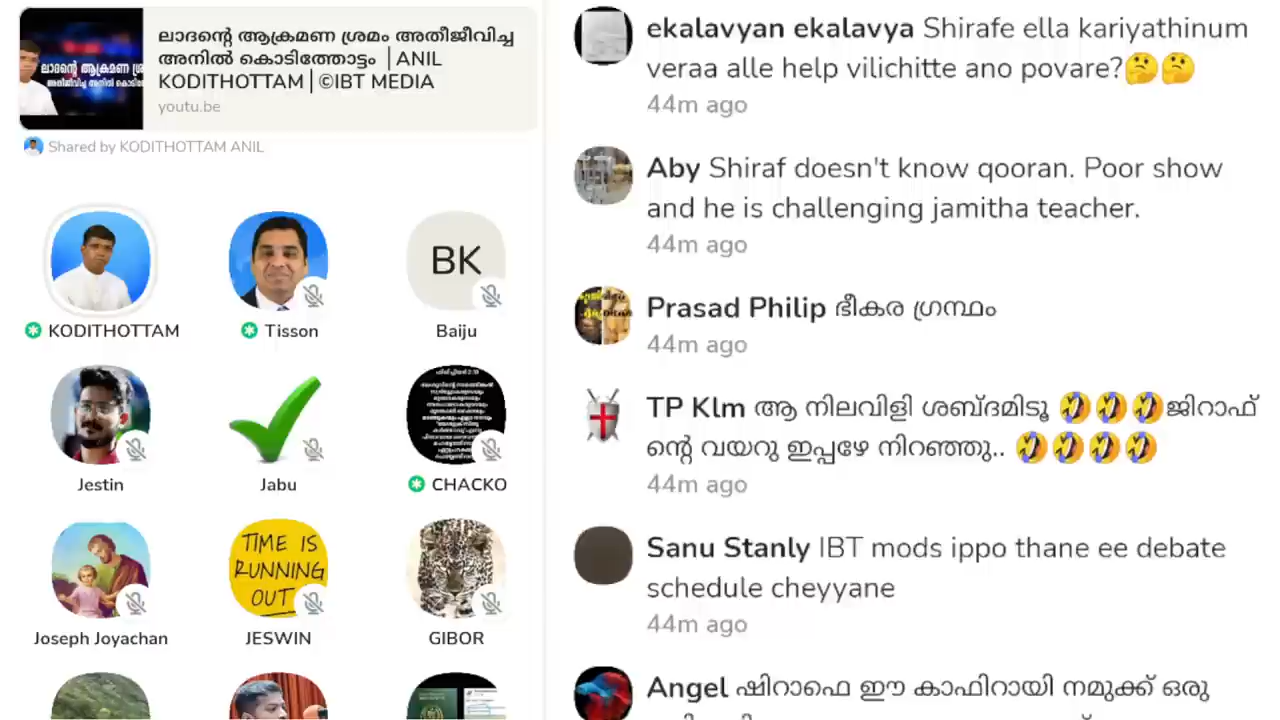 ലാദന്റെ ആക്രമണ ശ്രമം അതീജീവിച്ച
അനിൽ കൊടിത്തോട്ടം | ANIL
KODITHOTTAM | ©IBT MEDIA
youtu.be
ലാദന്റെ ആക്രമണ ശ്ര
Shared by KODITHOTTAM ANIL
KODITHOTTAM
Tisson
BK
Baiju
Jestin
Jabu
CHACKO
Joseph Joyachan
TIME IS
RUNNING
OUT
JESWIN
GIBOR
ekalavyan ekalavya Shirafe ella kariyathinum
veraa alle help vilichitte ano povare?🤔🤔
44m ago
Aby Shiraf doesn't know qooran. Poor show
and he is challenging jamitha teacher.
44m ago
Prasad Philip ഭീകര ഗ്രന്ഥം
44m ago
TP Klm ആ നിലവിളി ശബ്ദമിടൂ 🤣🤣🤣ജിറാഫ്
ന്റെ വയറു ഇപ്പഴേ നിറഞ്ഞു.. 🤣🤣🤣🤣
44m ago
Sanu Stanly IBT mods ippo thane ee debate
schedule cheyyane
44m ago
Angel ഷിറാഫെ ഈ കാഫിറായി നമുക്ക് ഒരു